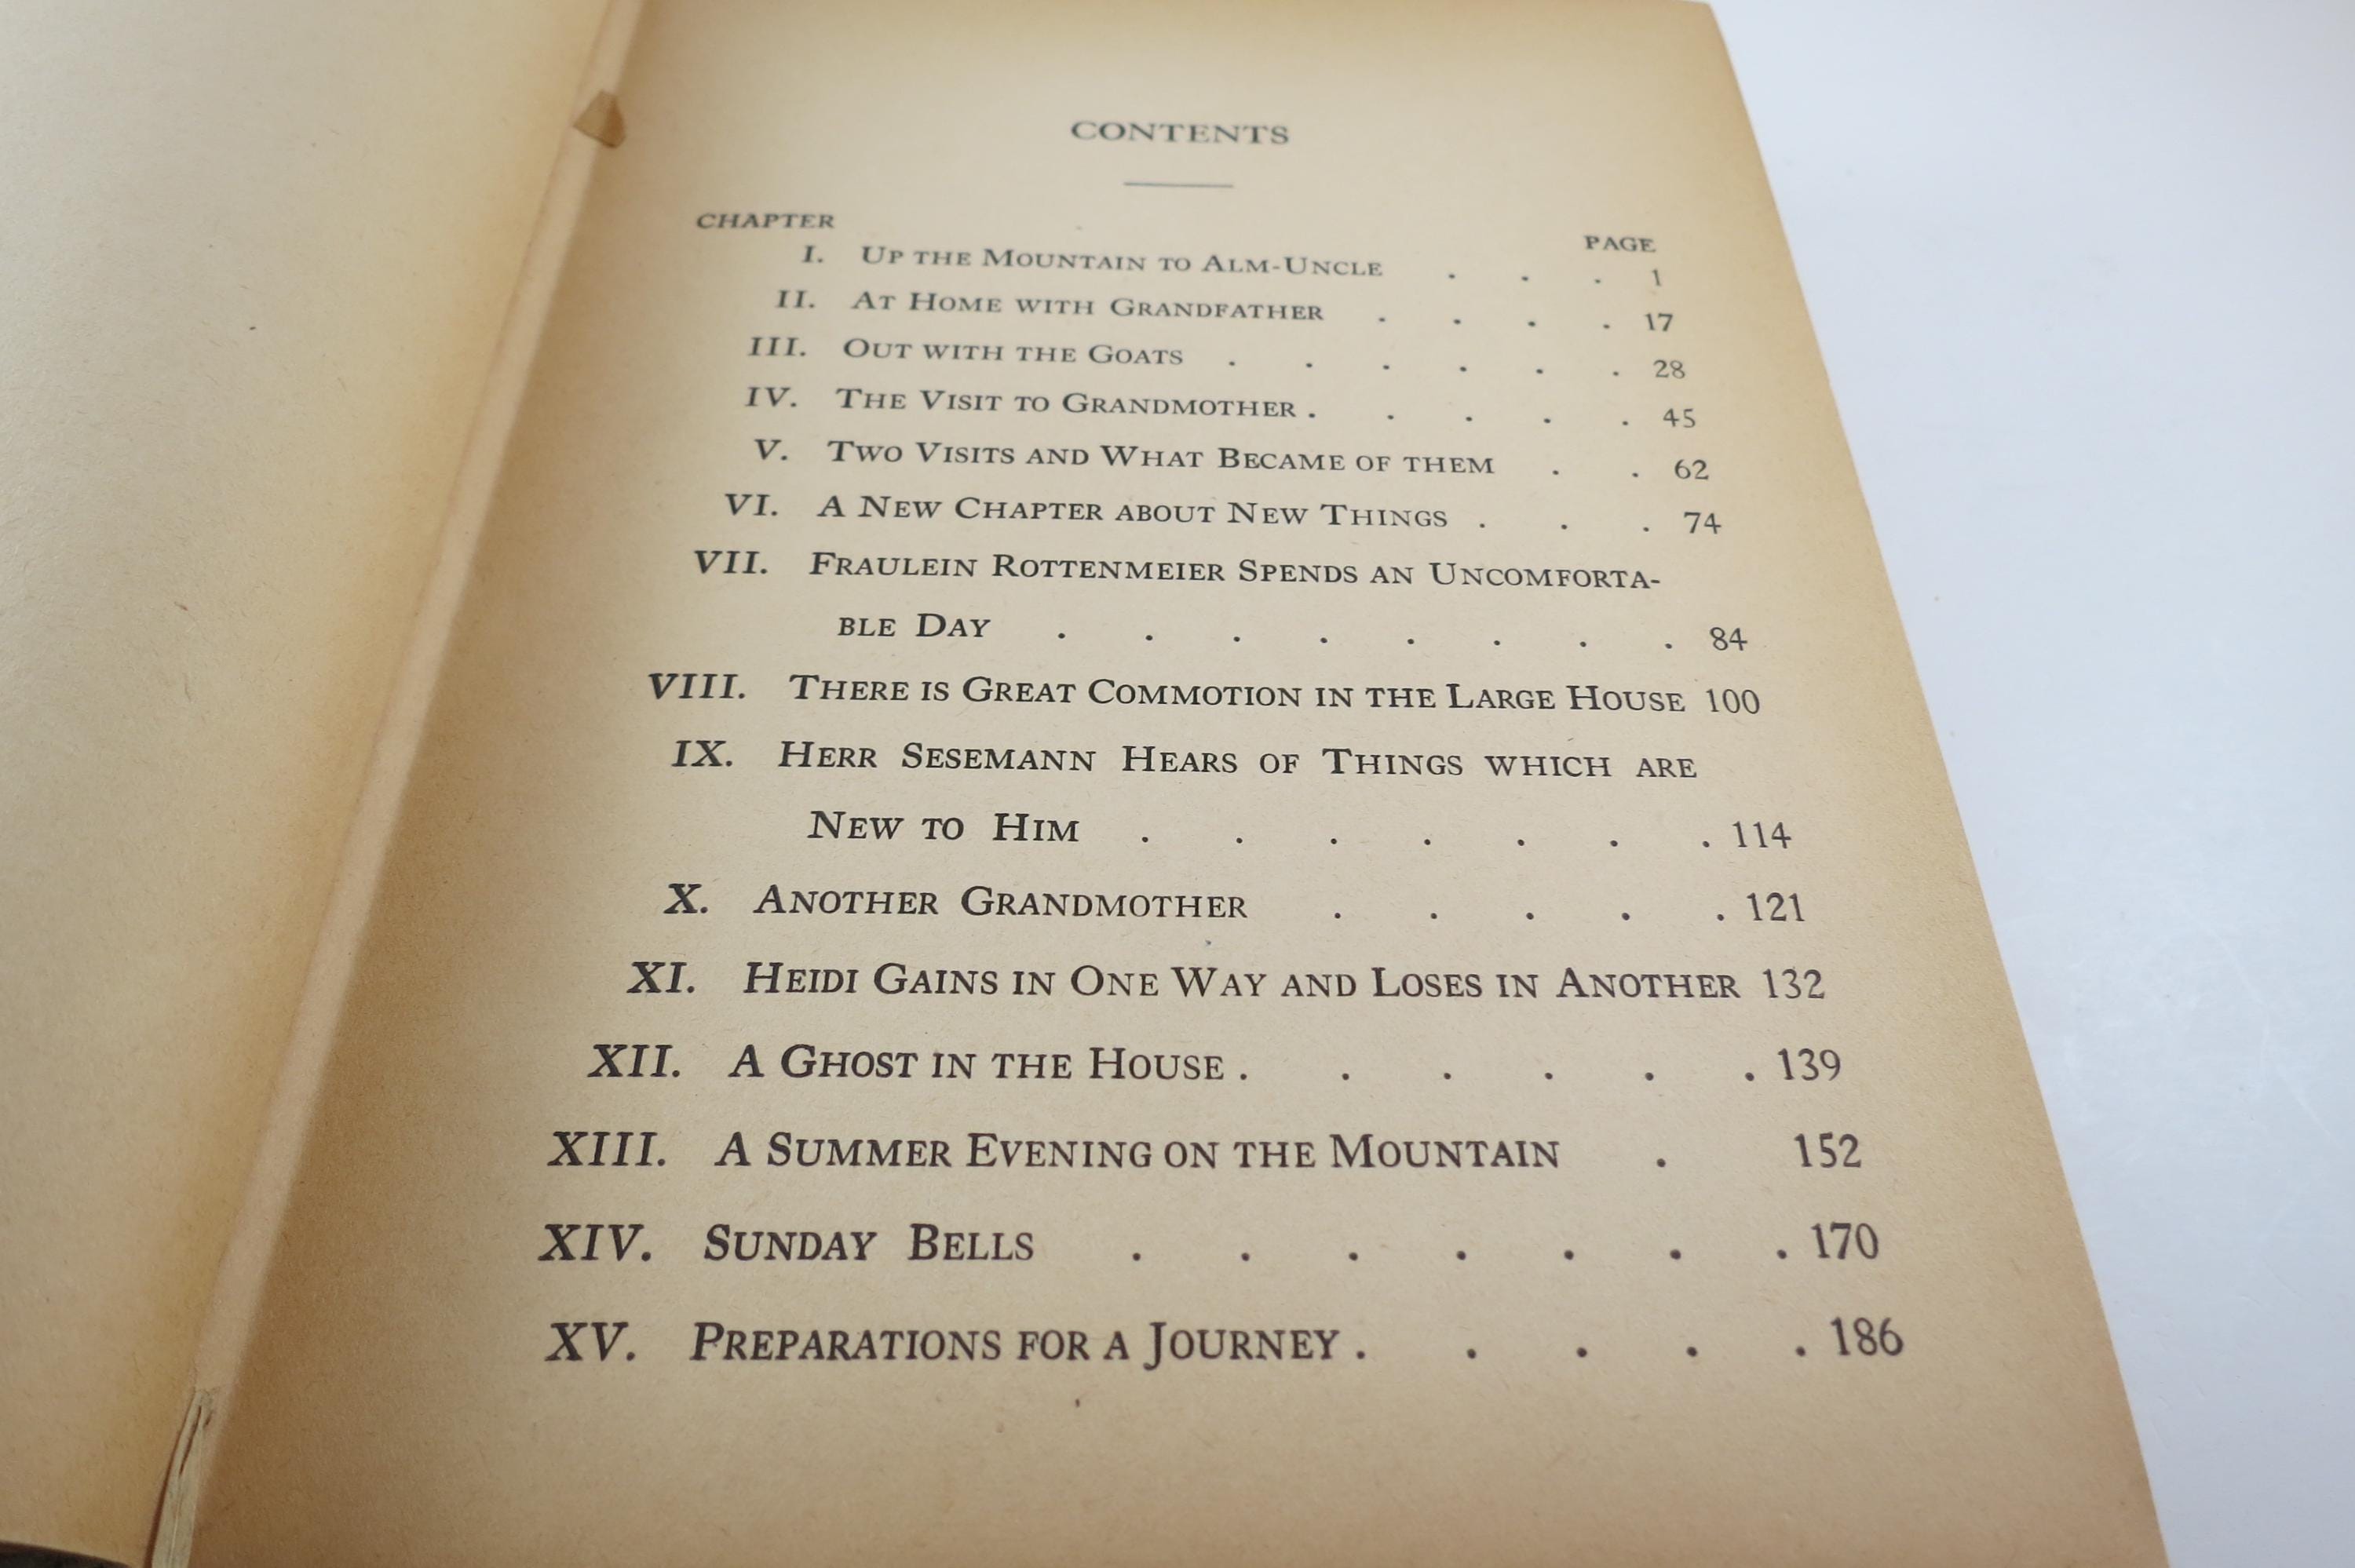 CONTENTS
CHAPTER PAGE
I. Up the Mountain to Alm-Uncle . . . 1
II. At Home with Grandfather . . . . 17
III. Out with the Goats . . . . . . 28
IV. The Visit to Grandmother . . . . . 45
V. Two Visits and What Became of them . . 62
VI. A New Chapter about New Things . . . 74
VII. Fraulein Rottenmeier Spends an Uncomforta-
ble Day . . . . . . . . 84
VIII. There is Great Commotion in the Large House 100
IX. Herr Sesemann Hears of Things which are
New to Him . . . . . . . 114
X. Another Grandmother . . . . . 121
XI. Heidi Gains in One Way and Loses in Another 132
XII. A Ghost in the House . . . . . . 139
XIII. A Summer Evening on the Mountain . 152
XIV. Sunday Bells . . . . . . . 170
XV. Preparations for a Journey . . . . . 186